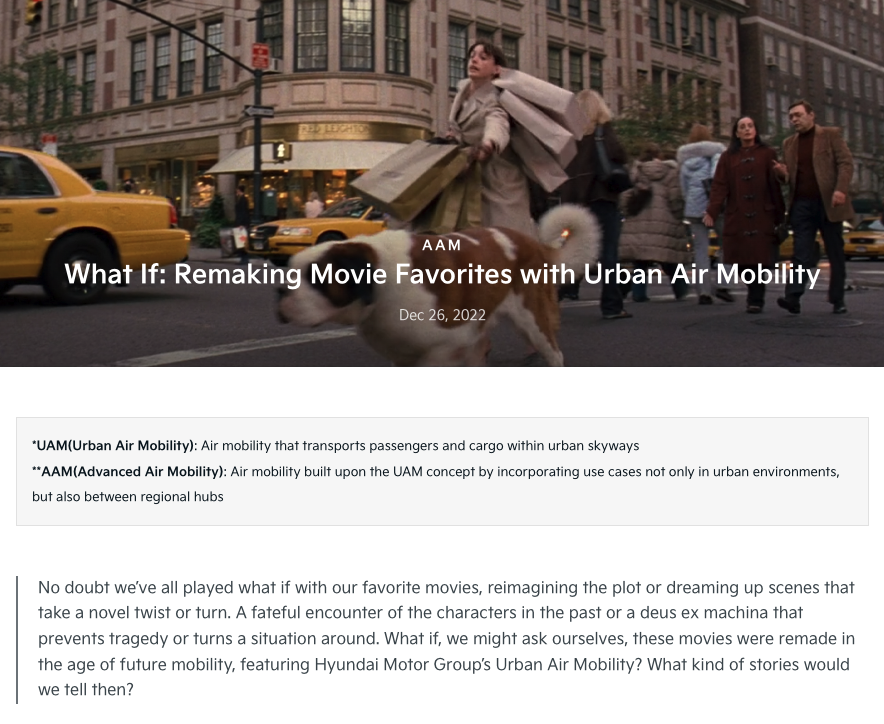 FRED LEIGHTON
AAM
What If: Remaking Movie Favorites with Urban Air Mobility
Dec 26, 2022
*UAM(Urban Air Mobility): Air mobility that transports passengers and cargo within urban skyways
**AAM(Advanced Air Mobility): Air mobility built upon the UAM concept by incorporating use cases not only in urban environments,
but also between regional hubs
No doubt we’ve all played what if with our favorite movies, reimagining the plot or dreaming up scenes that
take a novel twist or turn. A fateful encounter of the characters in the past or a deus ex machina that
prevents tragedy or turns a situation around. What if, we might ask ourselves, these movies were remade in
the age of future mobility, featuring Hyundai Motor Group’s Urban Air Mobility? What kind of stories would
we tell then?